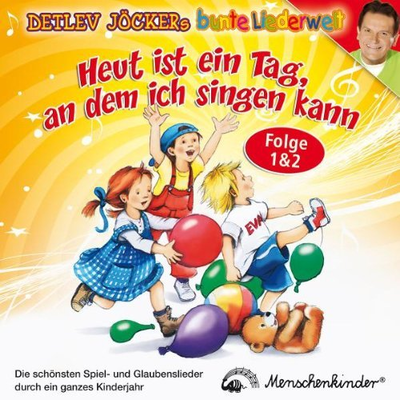 DETLEV JÖCKERs bunte Liederwelt
Heut ist ein Tag,
an dem ich singen kann
Folge
1&2
EVA
Die schönsten Spiel- und Glaubenslieder
durch ein ganzes Kinderjahr
Menschenkinder®